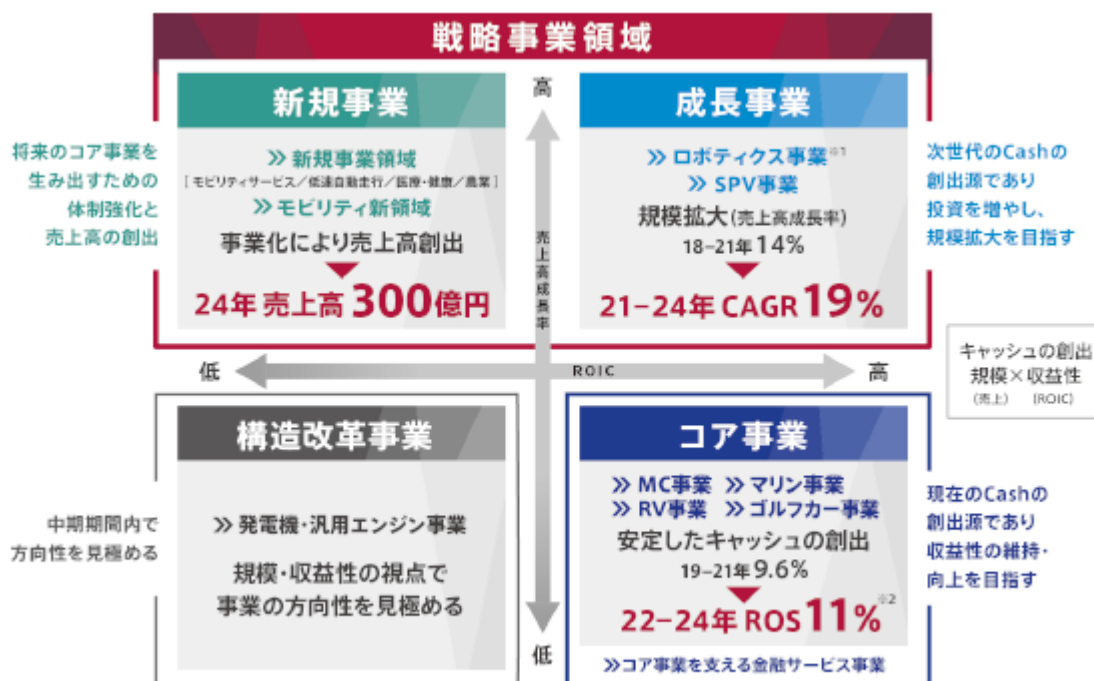 戦略事業領域
新規事業
将来のコア事業を
生み出すための
体制強化と
売上高の創出
≫ 新規事業領域
[ モビリティサービス/低速自動走行/医療・健康/農業 ]
≫ モビリティ新領域
事業化により売上高創出
24年 売上高 300億円
高
売上高成長率
成長事業
≫ ロボティクス事業※1
≫ SPV事業
規模拡大(売上高成長率)
18–21年 14%
21–24年 CAGR 19%
次世代のCashの
創出源であり
投資を増やし、
規模拡大を目指す
低
ROIC
高
キャッシュの創出
規模×収益性
(売上) (ROIC)
構造改革事業
中期期間内で
方向性を見極める
≫ 発電機・汎用エンジン事業
規模・収益性の視点で
事業の方向性を見極める
低
コア事業
≫ MC事業 ≫ マリン事業
≫ RV事業 ≫ ゴルフカー事業
安定したキャッシュの創出
19–21年 9.6%
22–24年 ROS 11%※2
≫コア事業を支える金融サービス事業
現在のCashの
創出源であり
収益性の維持・
向上を目指す